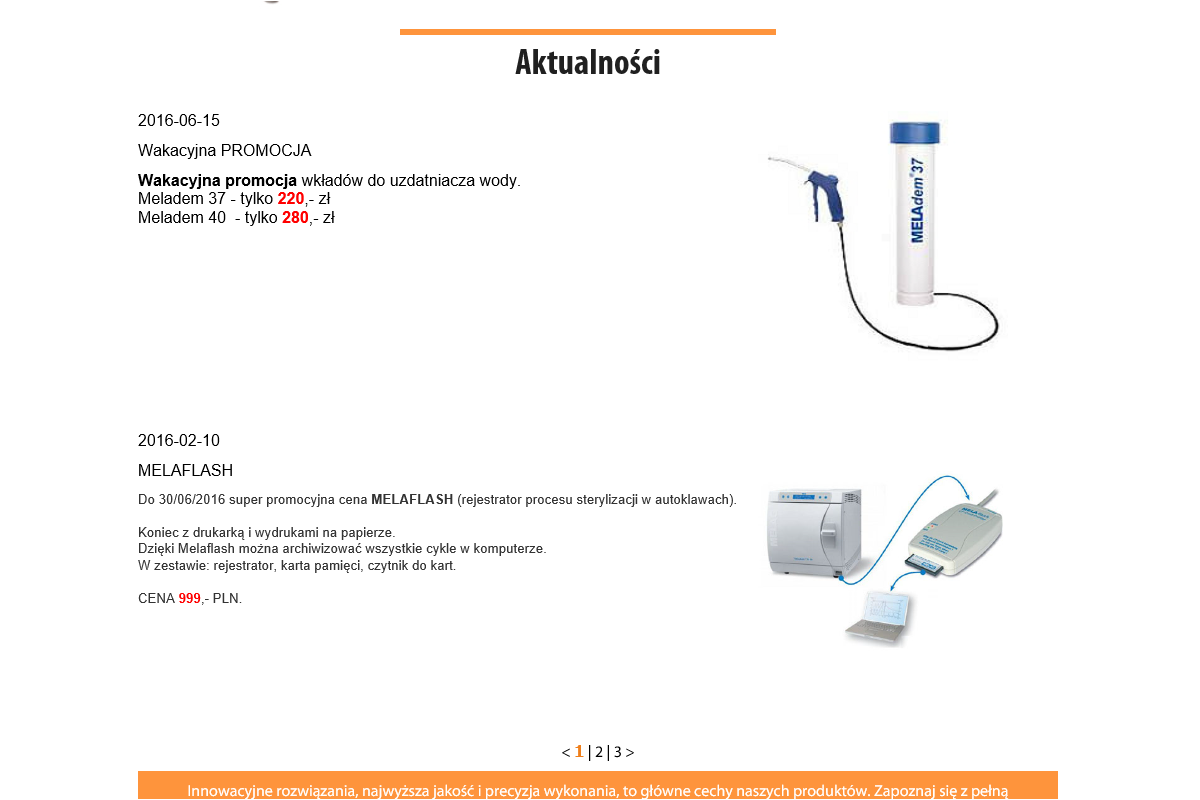 Aktualności
2016-06-15
Wakacyjna PROMOCJA
Wakacyjna promocja wkładów do uzdatniacza wody.
Meladem 37 - tylko 220,- zł
Meladem 40 - tylko 280,- zł
MELAdem® 37
2016-02-10
MELAFLASH
Do 30/06/2016 super promocyjna cena MELAFLASH (rejestrator procesu sterylizacji w autoklawach).
Koniec z drukarką i wydrukami na papierze.
Dzięki Melaflash można archiwizować wszystkie cykle w komputerze.
W zestawie: rejestrator, karta pamięci, czytnik do kart.
CENA 999,- PLN.
< 1 | 2 | 3 >
Innowacyjne rozwiązania, najwyższa jakość i precyzja wykonania, to główne cechy naszych produktów. Zapoznaj się z pełną